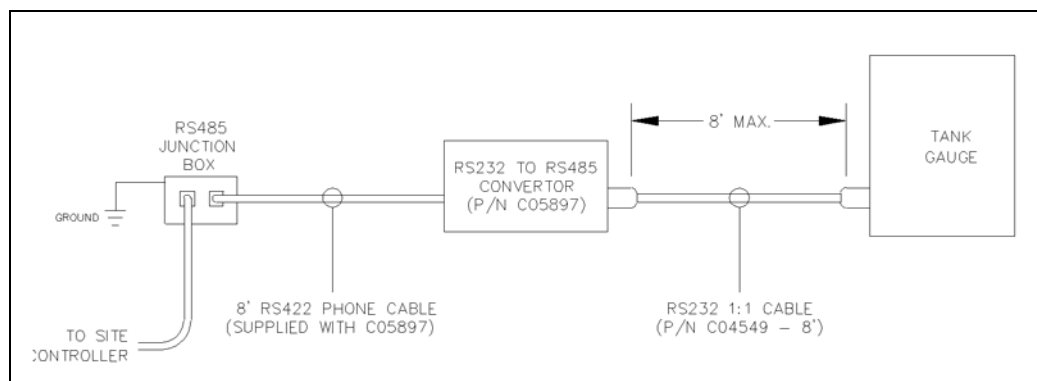 RS485
JUNCTION
BOX
GROUND
TO SITE
CONTROLLER
8' RS422 PHONE CABLE
(SUPPLIED WITH C05897)
RS232 TO RS485
CONVERTOR
(P/N C05897)
8' MAX.
RS232 1:1 CABLE
(P/N C04549 – 8')
TANK
GAUGE